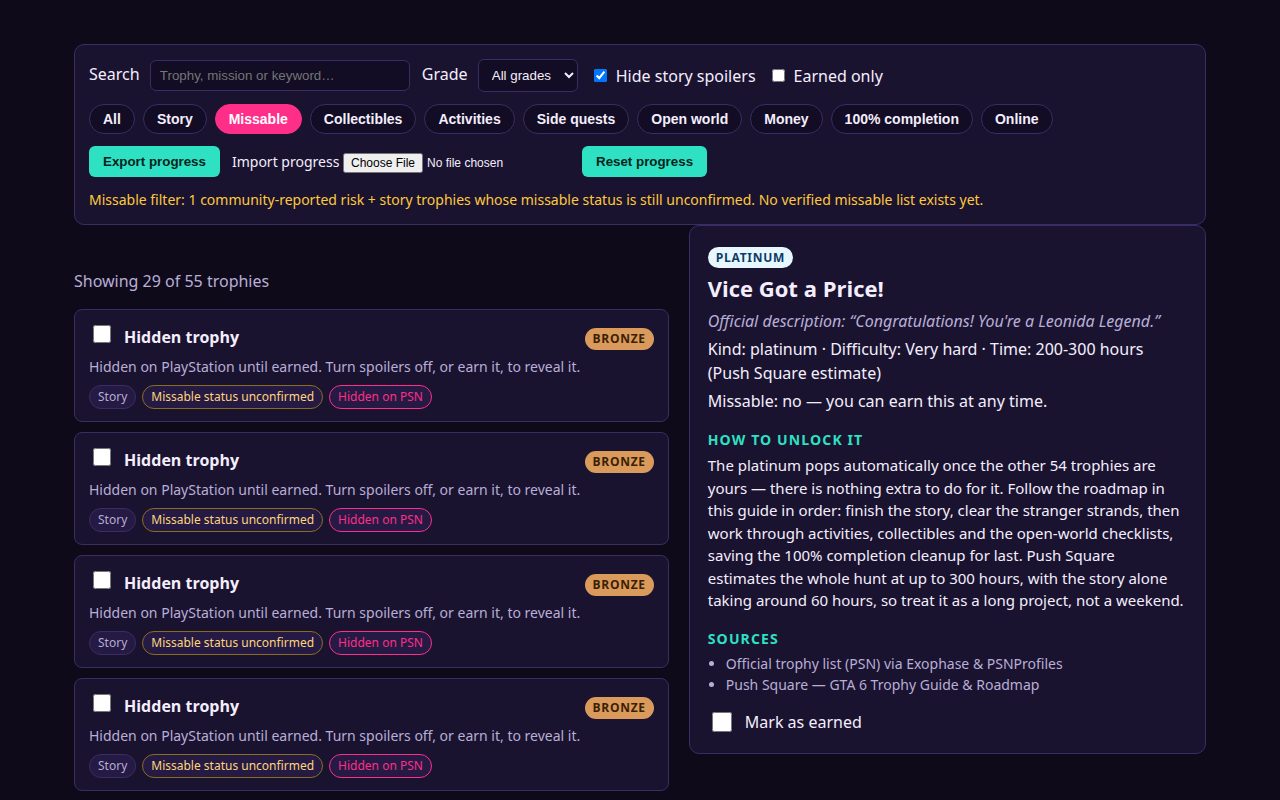 Search Trophy, mission or keyword… Grade All grades Hide story spoilers Earned only
All Story Missable Collectibles Activities Side quests Open world Money 100% completion Online
Export progress Import progress Choose File No file chosen Reset progress
Missable filter: 1 community-reported risk + story trophies whose missable status is still unconfirmed. No verified missable list exists yet.
Showing 29 of 55 trophies
Hidden trophy BRONZE
Hidden on PlayStation until earned. Turn spoilers off, or earn it, to reveal it.
Story Missable status unconfirmed Hidden on PSN
Hidden trophy BRONZE
Hidden on PlayStation until earned. Turn spoilers off, or earn it, to reveal it.
Story Missable status unconfirmed Hidden on PSN
Hidden trophy BRONZE
Hidden on PlayStation until earned. Turn spoilers off, or earn it, to reveal it.
Story Missable status unconfirmed Hidden on PSN
Hidden trophy BRONZE
Hidden on PlayStation until earned. Turn spoilers off, or earn it, to reveal it.
Story Missable status unconfirmed Hidden on PSN
PLATINUM
Vice Got a Price!
Official description: “Congratulations! You're a Leonida Legend.”
Kind: platinum · Difficulty: Very hard · Time: 200-300 hours
(Push Square estimate)
Missable: no — you can earn this at any time.
HOW TO UNLOCK IT
The platinum pops automatically once the other 54 trophies are
yours — there is nothing extra to do for it. Follow the roadmap in
this guide in order: finish the story, clear the stranger strands, then
work through activities, collectibles and the open-world checklists,
saving the 100% completion cleanup for last. Push Square
estimates the whole hunt at up to 300 hours, with the story alone
taking around 60 hours, so treat it as a long project, not a weekend.
SOURCES
Official trophy list (PSN) via Exophase & PSNProfiles
Push Square — GTA 6 Trophy Guide & Roadmap
Mark as earned